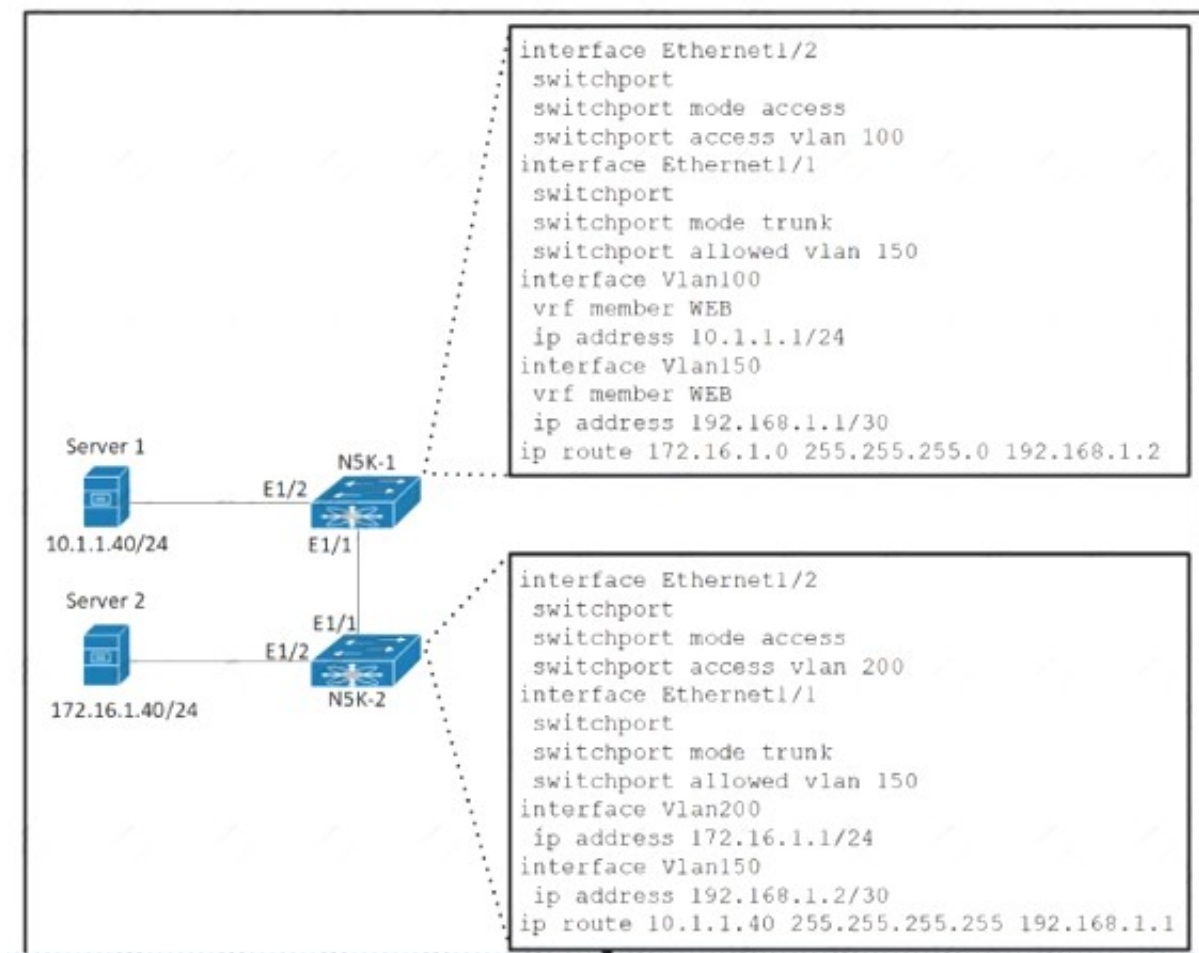 interface Ethernet1/2
switchport
switchport mode access
switchport access vlan 100
interface Ethernet1/1
switchport
switchport mode trunk
switchport allowed vlan 150
interface Vlan100
vrf member WEB
ip address 10.1.1.1/24
interface Vlan150
vrf member WEB
ip address 192.168.1.1/30
ip route 172.16.1.0 255.255.255.0 192.168.1.2
Server 1
N5K-1
E1/2
10.1.1.40/24
E1/1
Server 2
E1/1
E1/2
172.16.1.40/24
N5K-2
interface Ethernet1/2
switchport
switchport mode access
switchport access vlan 200
interface Ethernet1/1
switchport
switchport mode trunk
switchport allowed vlan 150
interface Vlan200
ip address 172.16.1.1/24
interface Vlan150
ip address 192.168.1.2/30
ip route 10.1.1.40 255.255.255.255 192.168.1.1